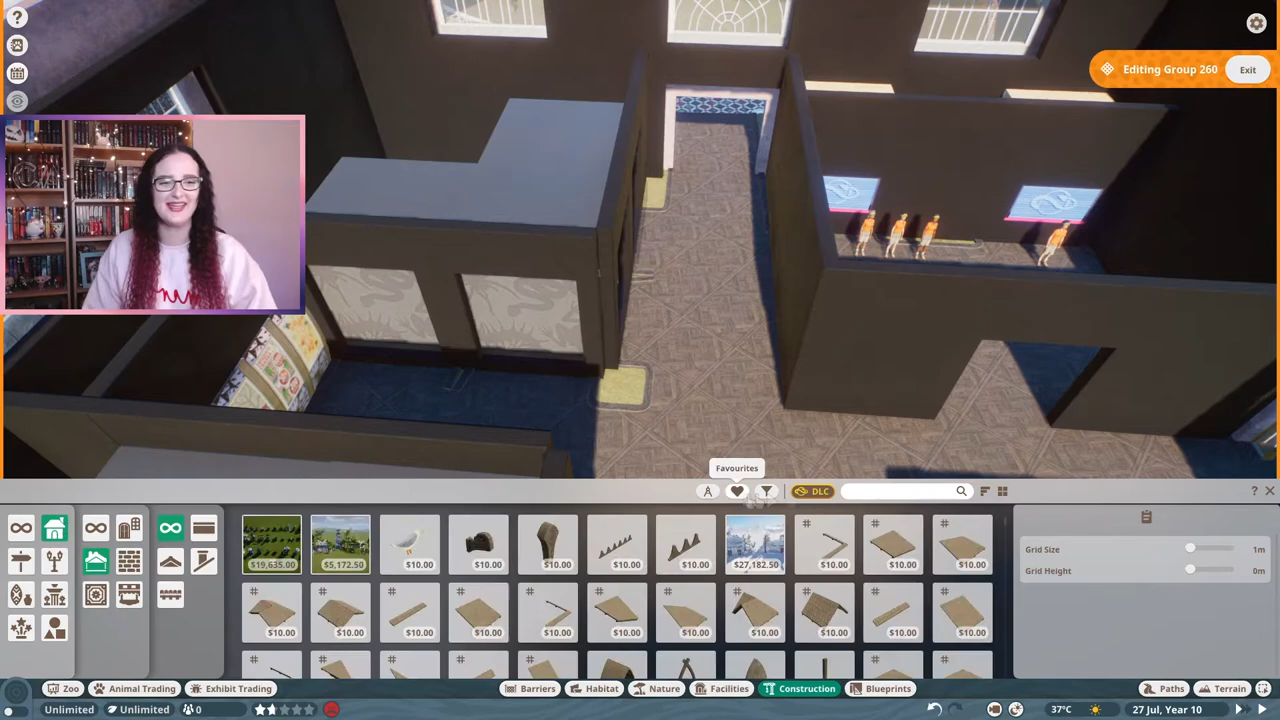 Editing Group 260
Exit
Favourites
DLC
$19,635.00
$5,172.50
$10.00
$10.00
$10.00
$10.00
$10.00
$27,182.50
$10.00
$10.00
$10.00
$10.00
$10.00
$10.00
$10.00
$10.00
$10.00
$10.00
$10.00
$10.00
$10.00
$10.00
Grid Size
1m
Grid Height
0m
Zoo
Animal Trading
Exhibit Trading
Barriers
Habitat
Nature
Facilities
Construction
Blueprints
Paths
Terrain
Unlimited
Unlimited
0
37°C
27 Jul, Year 10